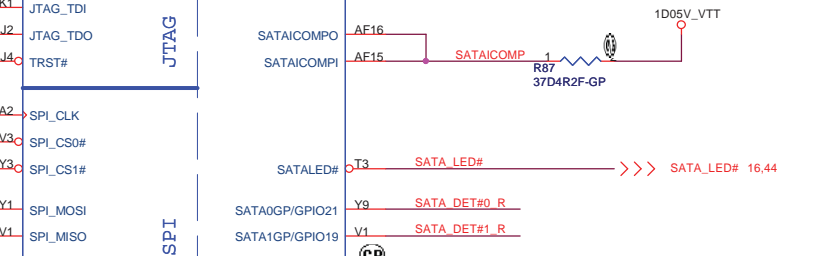 K1 JTAG_TDI
1D05V_VTT
J2 JTAG_TDO JTAG SATAICOMPO AF16
J4 TRST# SATAICOMPI AF15 SATAICOMP 1
R87
37D4R2F-GP
A2 SPI_CLK
V3 SPI_CS0#
Y3 SPI_CS1# SATALED# T3 SATA_LED# SATA_LED# 16,44
Y1 SPI_MOSI SATA0GP/GPIO21 Y9 SATA_DET#0_R
V1 SPI_MISO SPI SATA1GP/GPIO19 V1 SATA_DET#1_R